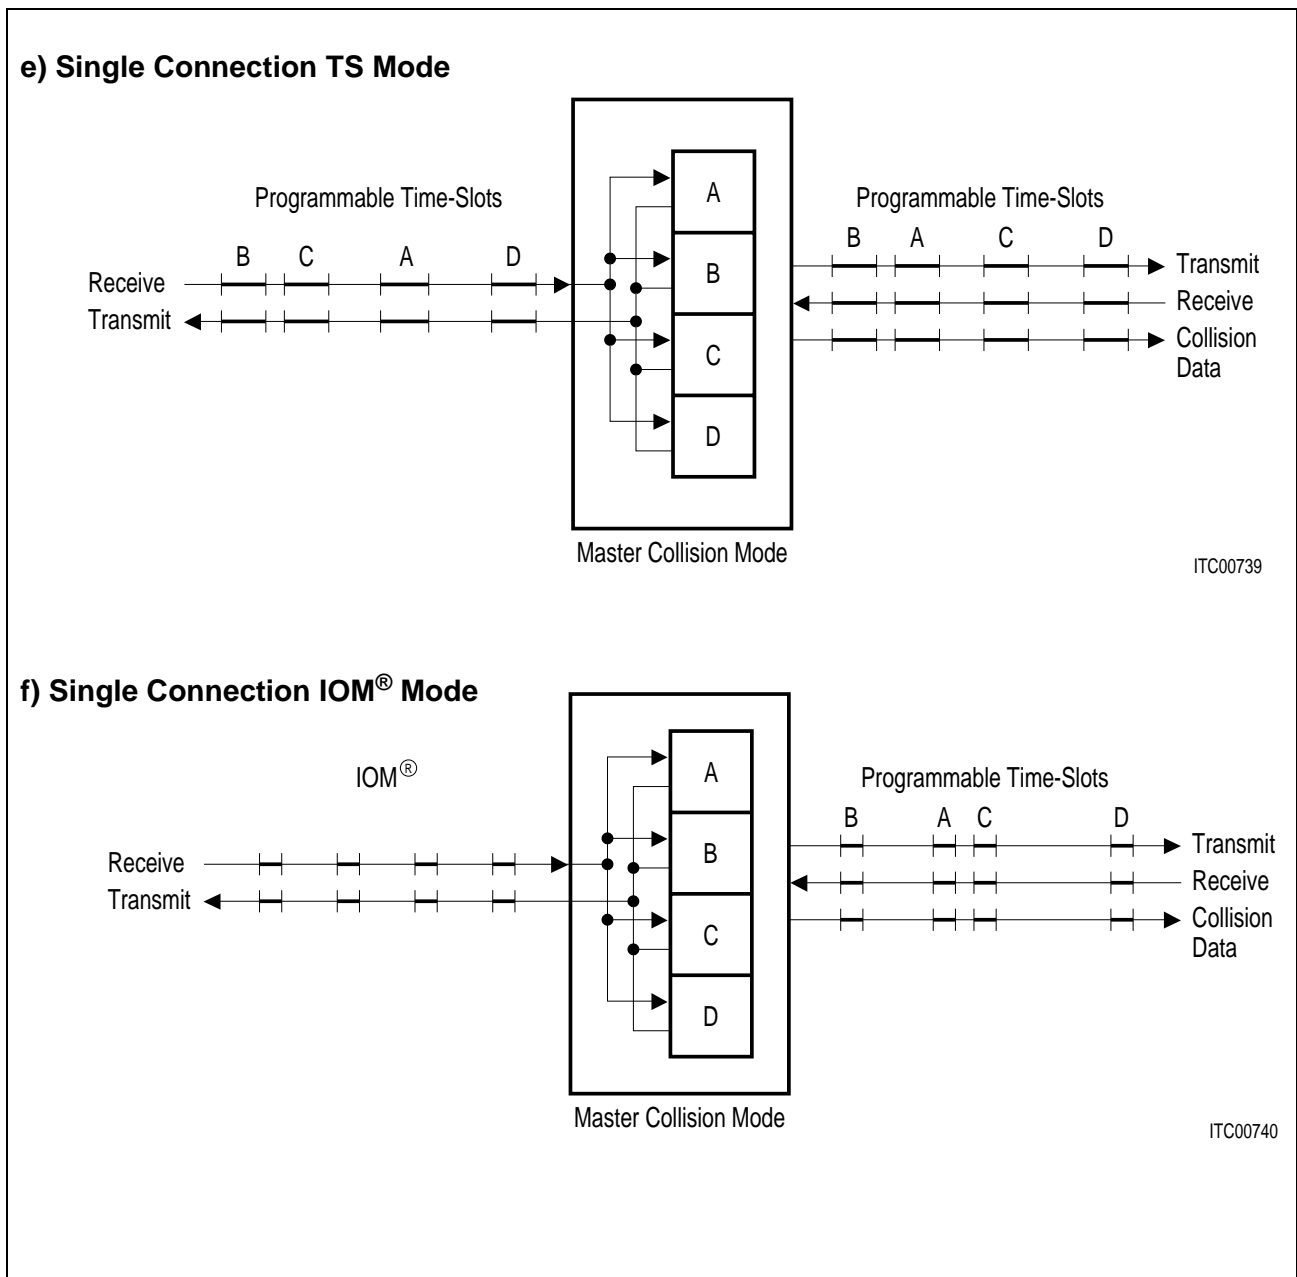 e) Single Connection TS Mode
Programmable Time-Slots
B C A D
Receive
Transmit
A
B
C
D
Programmable Time-Slots
B A C D
Transmit
Receive
Collision
Data
Master Collision Mode
ITC00739
f) Single Connection IOM® Mode
IOM®
Receive
Transmit
A
B
C
D
Programmable Time-Slots
B A C D
Transmit
Receive
Collision
Data
Master Collision Mode
ITC00740